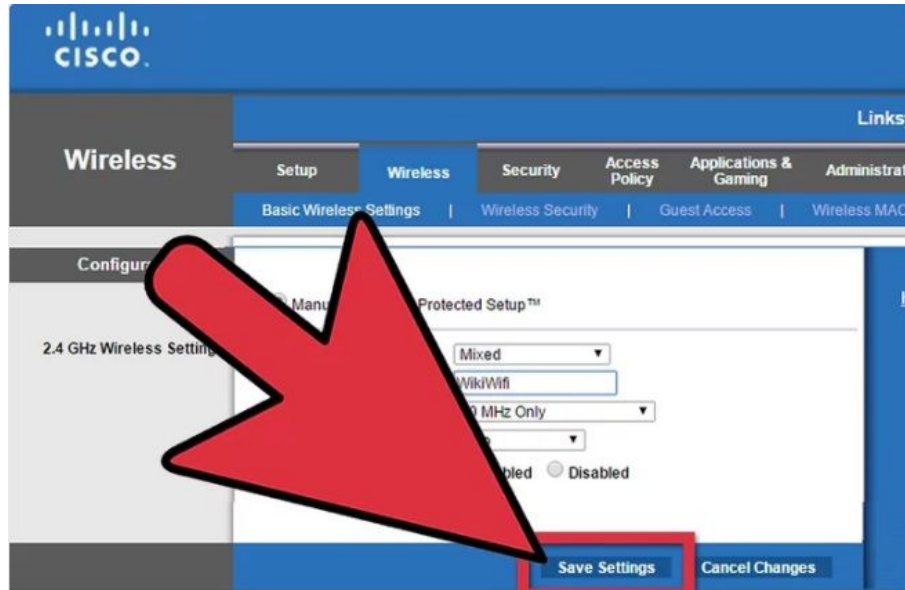 CISCO.
Links
Wireless
Setup Wireless Security Access Policy Applications & Gaming Administrat
Basic Wireless Settings | Wireless Security | Guest Access | Wireless MAC
Configur
Manu Protected Setup™
2.4 GHz Wireless Setting
Mixed
WikiWifi
MHz Only
bled Disabled
Save Settings Cancel Changes